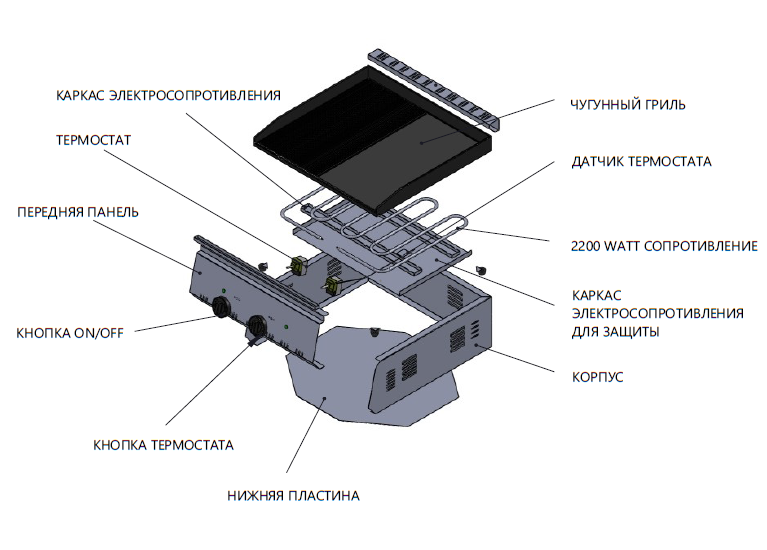 КАРКАС ЭЛЕКТРОСОПРОТИВЛЕНИЯ
ТЕРМОСТАТ
ПЕРЕДНЯЯ ПАНЕЛЬ
КНОПКА ON/OFF
КНОПКА ТЕРМОСТАТА
НИЖНЯЯ ПЛАСТИНА
ЧУГУННЫЙ ГРИЛЬ
ДАТЧИК ТЕРМОСТАТА
2200 WATT СОПРОТИВЛЕНИЕ
КАРКАС
ЭЛЕКТРОСОПРОТИВЛЕНИЯ
ДЛЯ ЗАЩИТЫ
КОРПУС